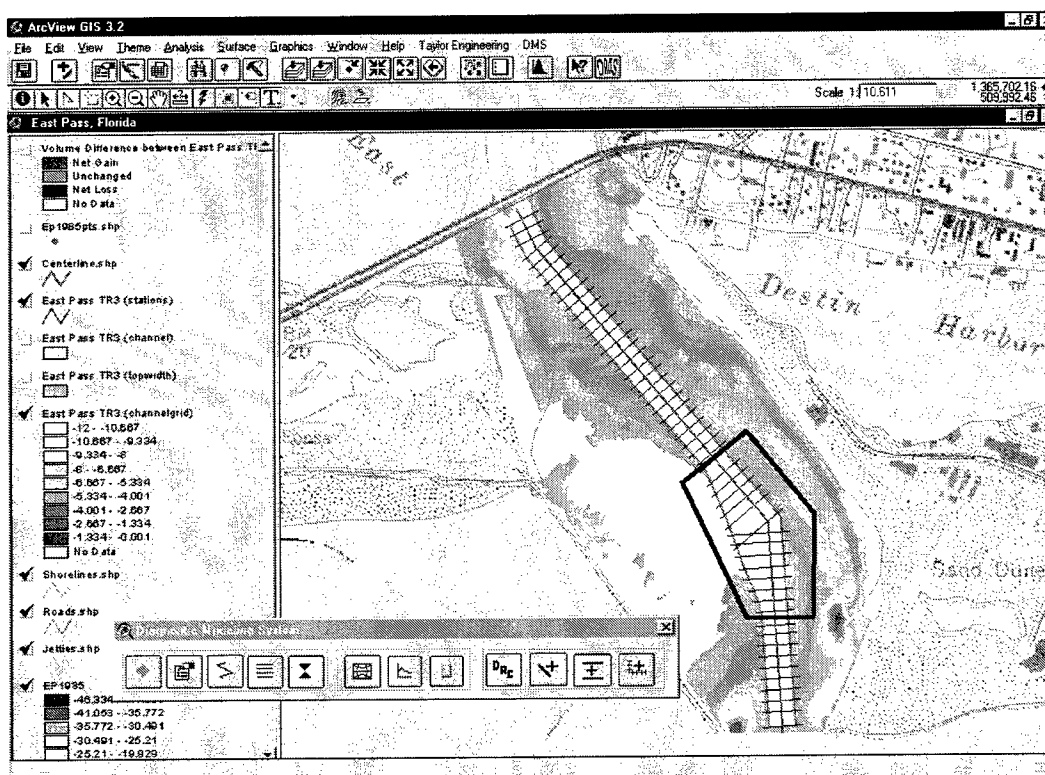 ArcView GIS 3.2
File Edit View Theme Analysis Surface Graphics Window Help Taylor Engineering DMS
Scale 1: 10,611
1,365,702.16
509,992.46
East Pass, Florida
Volume Difference between East Pass
Net Gain
Unchanged
Net Loss
No Data
Ep1985pts.shp
Centerline.shp
East Pass TR3 (stations)
East Pass TR3 (channel)
East Pass TR3 (topwidth)
East Pass TR3 (channelgrid)
-12 - -10.667
-10.667 - -9.334
-9.334 - -8
-8 - -6.667
-6.667 - -5.334
-5.334 - -4.001
-4.001 - -2.667
-2.667 - -1.334
-1.334 - -0.001
No Data
Shorelines.shp
Roads.shp
Jetties.shp
EP1985
-41.053 - -35.772
-35.772 - -30.491
-30.491 - -25.21
-25.21 - -19.929
East
Destin Harbor
20
Sand Dune
DMS